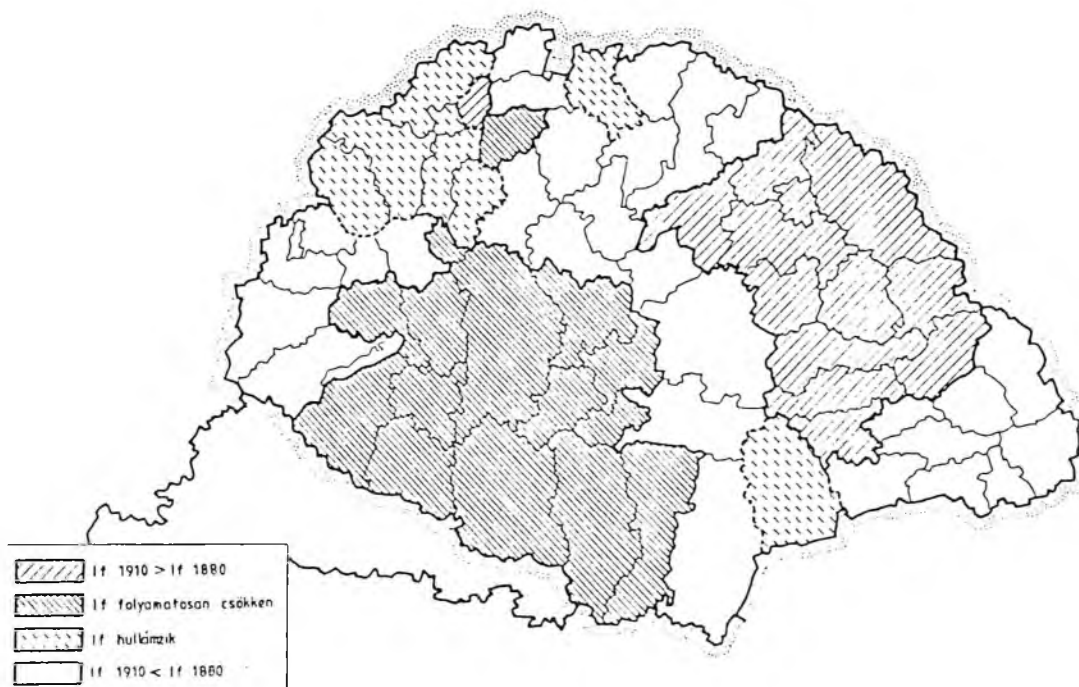 If 1910 > If 1880
If folyamatosan csökken
If hullámzik
If 1910 < If 1880